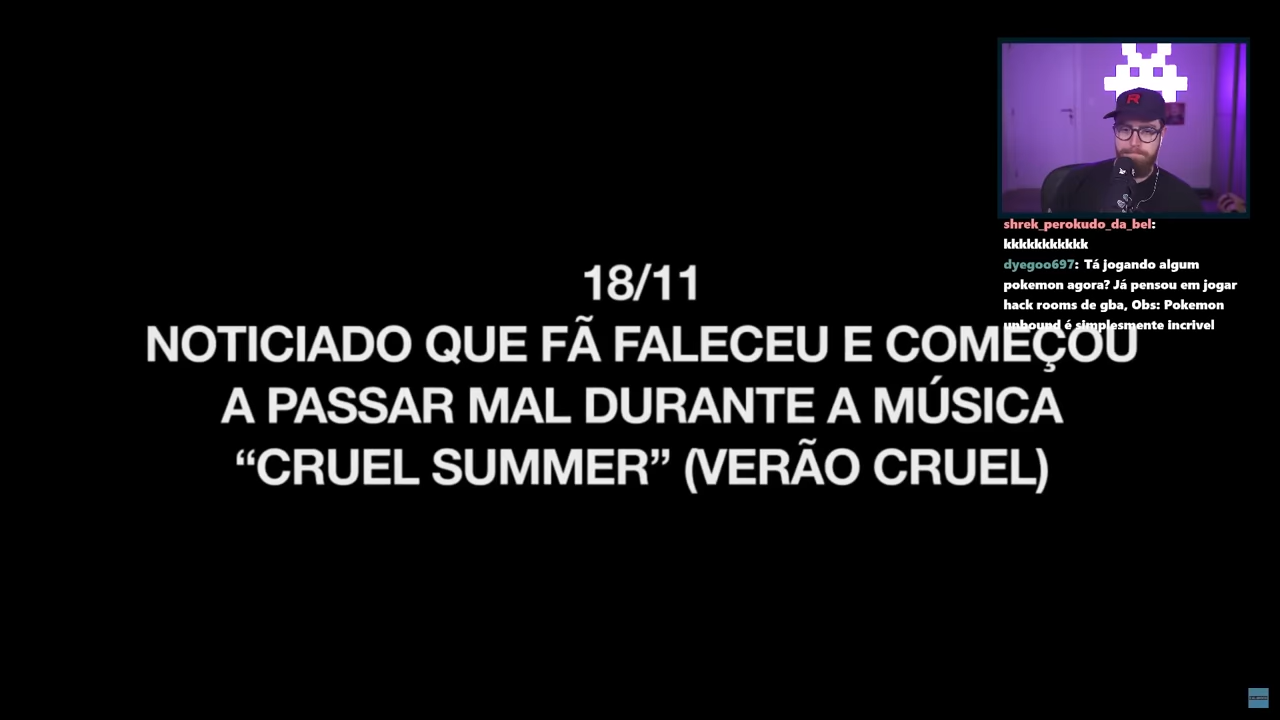 18/11
NOTICIADO QUE FÃ FALECEU E COMEÇOU
A PASSAR MAL DURANTE A MÚSICA
“CRUEL SUMMER” (VERÃO CRUEL)
R
shrek_perokudo_da_bel:
kkkkkkkkkkk
dyegoo697: Tá jogando algum
pokemon agora? Já pensou em jogar
hack rooms de gba, Obs: Pokemon
unbound é simplesmente incrivel